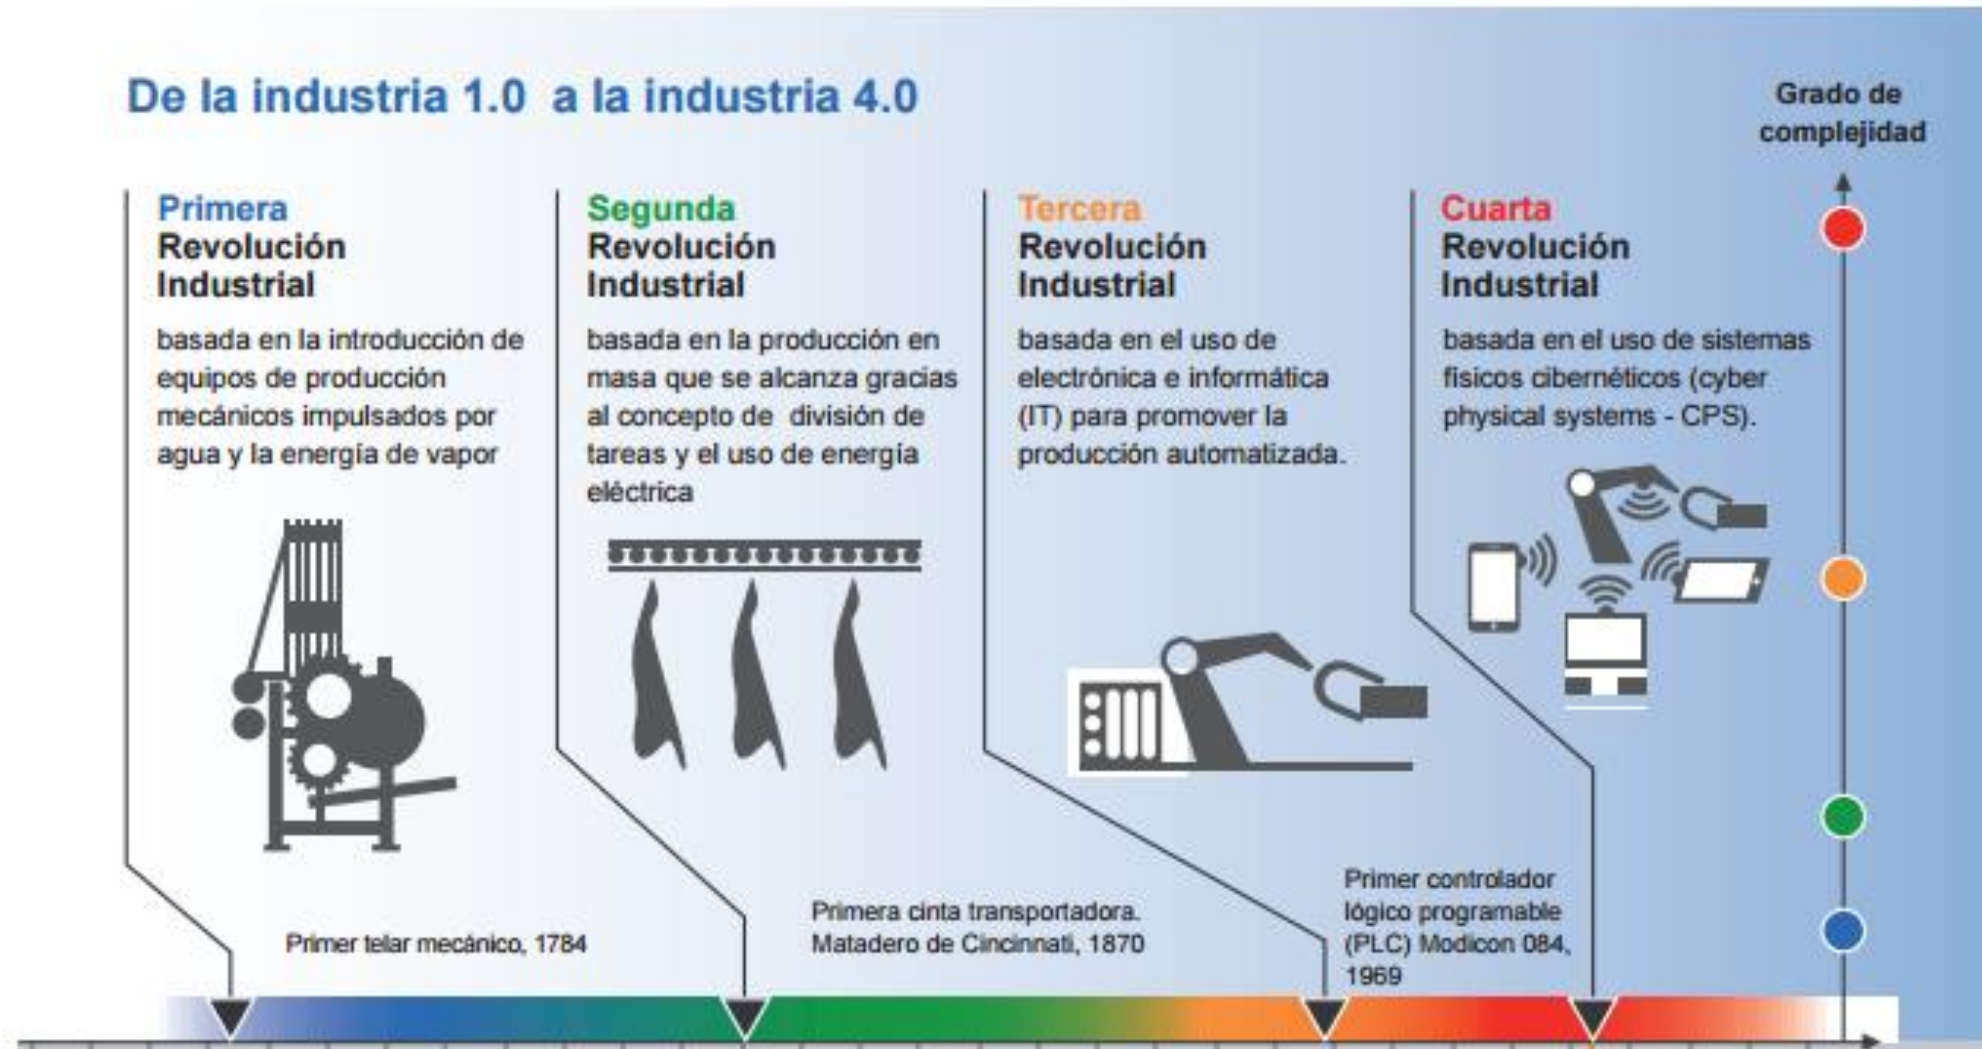 De la industria 1.0 a la industria 4.0
Grado de
complejidad
Primera
Revolución
Industrial
basada en la introducción de
equipos de producción
mecánicos impulsados por
agua y la energía de vapor
Segunda
Revolución
Industrial
basada en la producción en
masa que se alcanza gracias
al concepto de división de
tareas y el uso de energía
eléctrica
Tercera
Revolución
Industrial
basada en el uso de
electrónica e informática
(IT) para promover la
producción automatizada.
Cuarta
Revolución
Industrial
basada en el uso de sistemas
físicos cibernéticos (cyber
physical systems - CPS).
Primer telar mecánico, 1784
Primera cinta transportadora.
Matadero de Cincinnati, 1870
Primer controlador
lógico programable
(PLC) Modicon 084,
1969